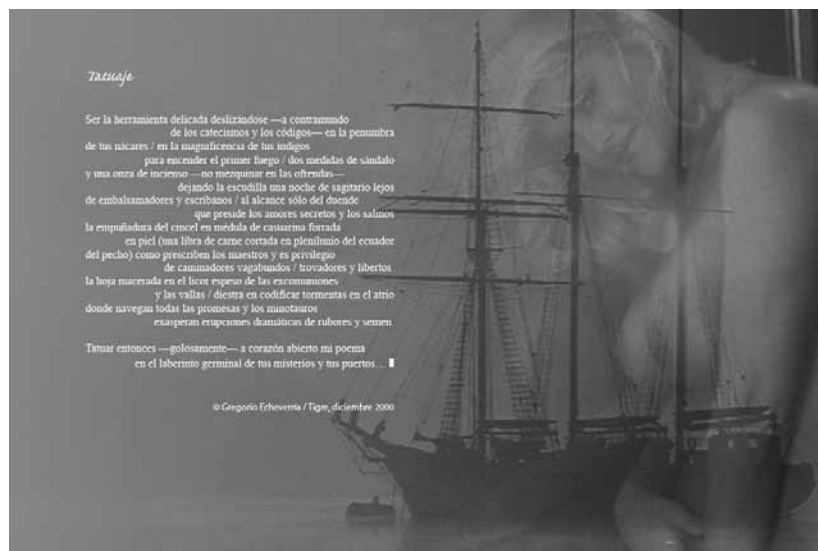 Tatuaje
Ser la herramienta delicada deslizándose —a contramundo
de los catecismos y los códigos— en la penumbra
de tus nácares / en la magnificencia de tus índigos
para encender el primer fuego / dos medidas de sándalo
y una onza de incienso —no mezquinar en las ofrendas—
dejando la escudilla una noche de sagitario lejos
de embalsamadores y escribanos / al alcance sólo del duende
que preside los amores secretos y los salmos
la empuñadura del cincel en médula de casuarina forrada
en piel (una libra de carne cortada en plenilunio del ecuador
del pecho) como prescriben los maestros y es privilegio
de caminadores vagabundos / trovadores y libertos
la hoja macerada en el licor espeso de las excomuniones
y las vallas / diestra en codificar tormentas en el atrio
donde navegan todas las promesas y los minotauros
exasperan erupciones dramáticas de rubores y semen
Tatuar entonces —golosamente— a corazón abierto mi poema
en el laberinto germinal de tus misterios y tus puertos...
© Gregorio Echeverría / Tigre, diciembre 2000